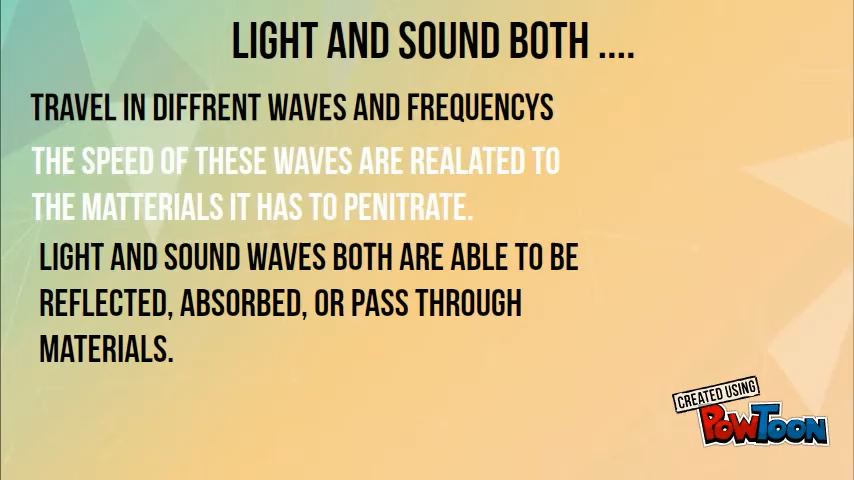 LIGHT AND SOUND BOTH ....
TRAVEL IN DIFFRENT WAVES AND FREQUENCYS
THE SPEED OF THESE WAVES ARE REALATED TO
THE MATTERIALS IT HAS TO PENITRATE.
LIGHT AND SOUND WAVES BOTH ARE ABLE TO BE
REFLECTED, ABSORBED, OR PASS THROUGH
MATERIALS.
CREATED USING
POWTOON